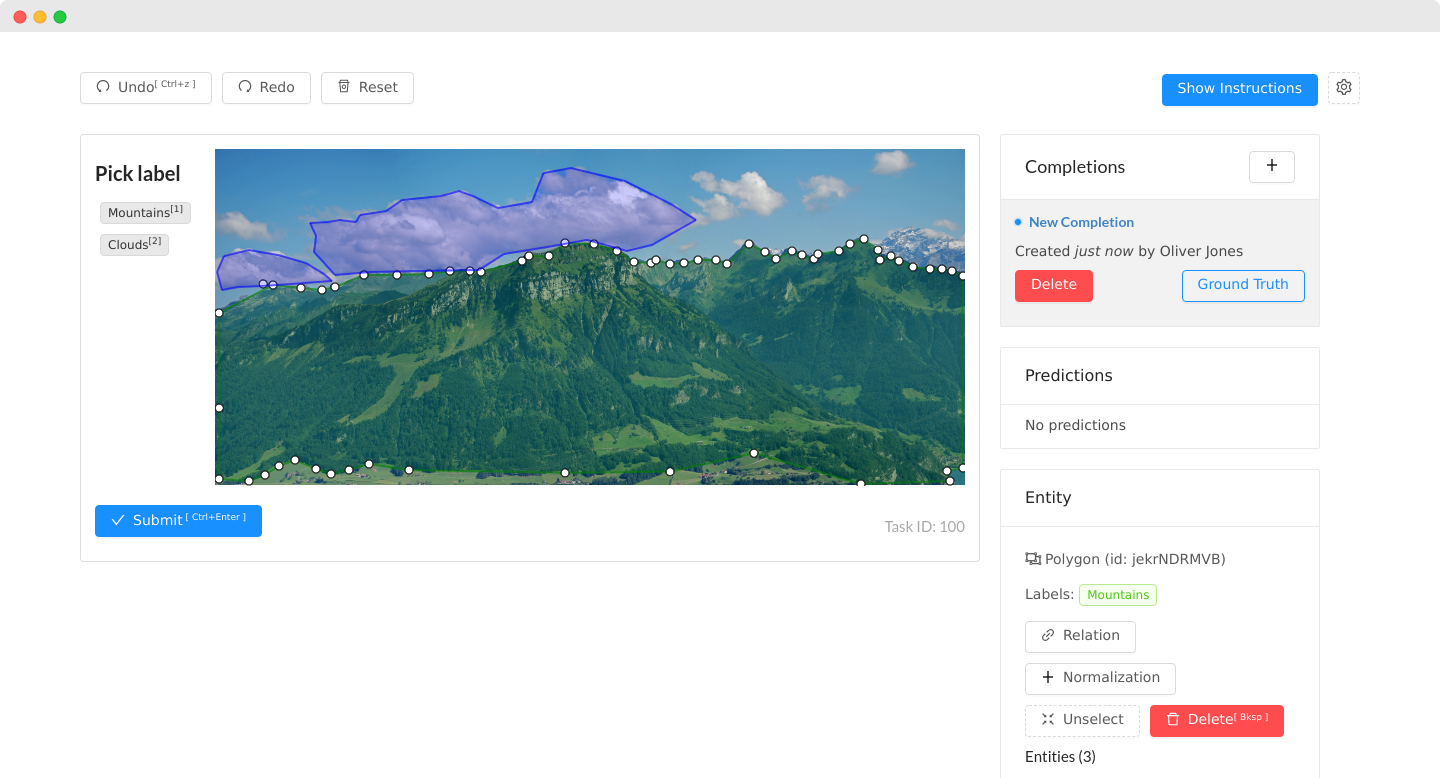 Undo[ Ctrl+z ] Redo Reset Show Instructions
Pick label
Mountains[1]
Clouds[2]
Submit[ Ctrl+Enter ]
Task ID: 100
Completions
New Completion
Created just now by Oliver Jones
Delete Ground Truth
Predictions
No predictions
Entity
Polygon (id: jekrNDRMVB)
Labels: Mountains
Relation
Normalization
Unselect Delete[ Bksp ]
Entities (3)